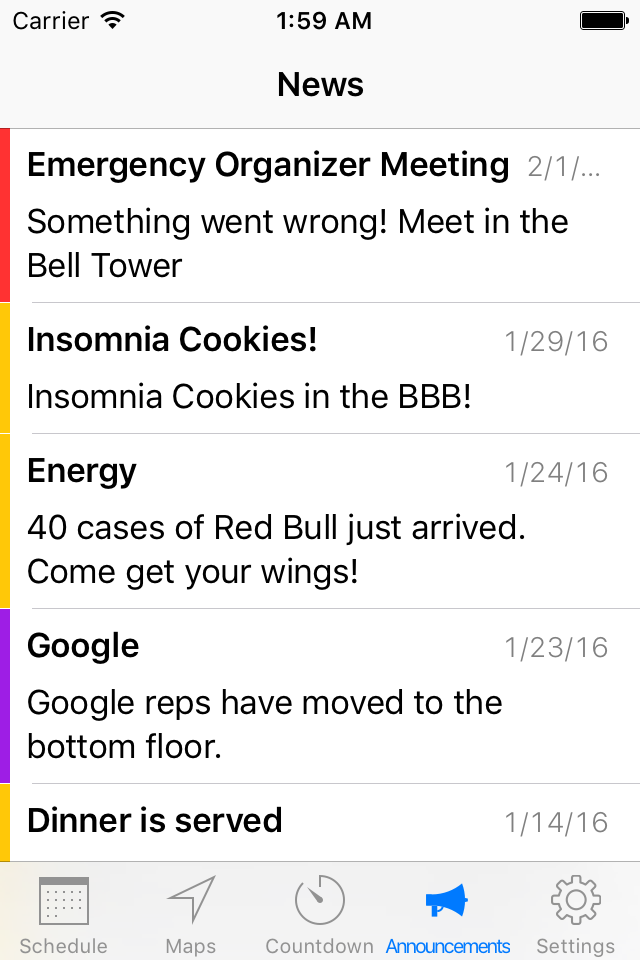 Carrier 1:59 AM
News
Emergency Organizer Meeting 2/1/...
Something went wrong! Meet in the
Bell Tower
Insomnia Cookies! 1/29/16
Insomnia Cookies in the BBB!
Energy 1/24/16
40 cases of Red Bull just arrived.
Come get your wings!
Google 1/23/16
Google reps have moved to the
bottom floor.
Dinner is served 1/14/16
Schedule Maps Countdown Announcements Settings